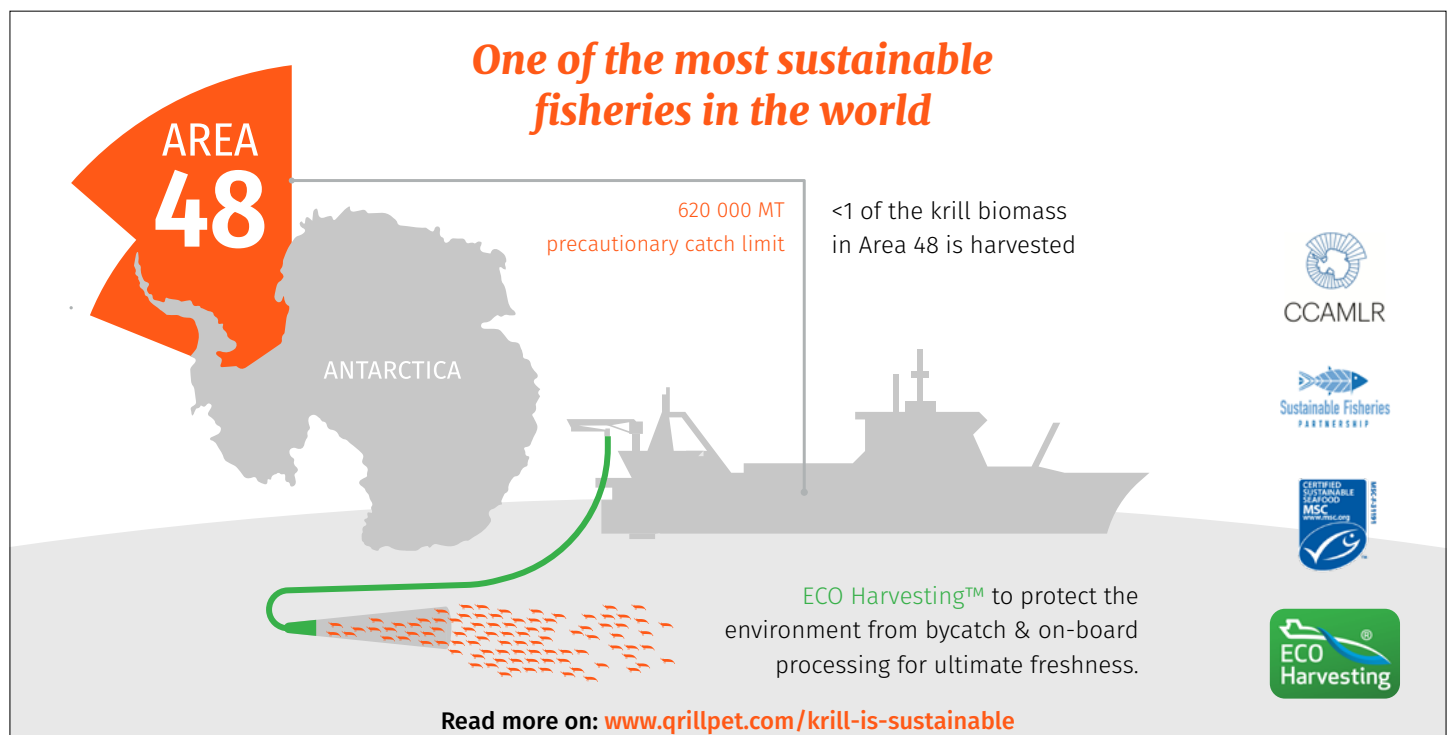 One of the most sustainable
fisheries in the world
AREA
48
620 000 MT
precautionary catch limit
<1 of the krill biomass
in Area 48 is harvested
ANTARCTICA
CCAMLR
Sustainable Fisheries
PARTNERSHIP
CERTIFIED
SUSTAINABLE
SEAFOOD
MSC
www.msc.org
MSC-F-31191
™
ECO Harvesting™ to protect the
environment from bycatch & on-board
processing for ultimate freshness.
®
ECO
Harvesting
Read more on: www.qrillpet.com/krill-is-sustainable